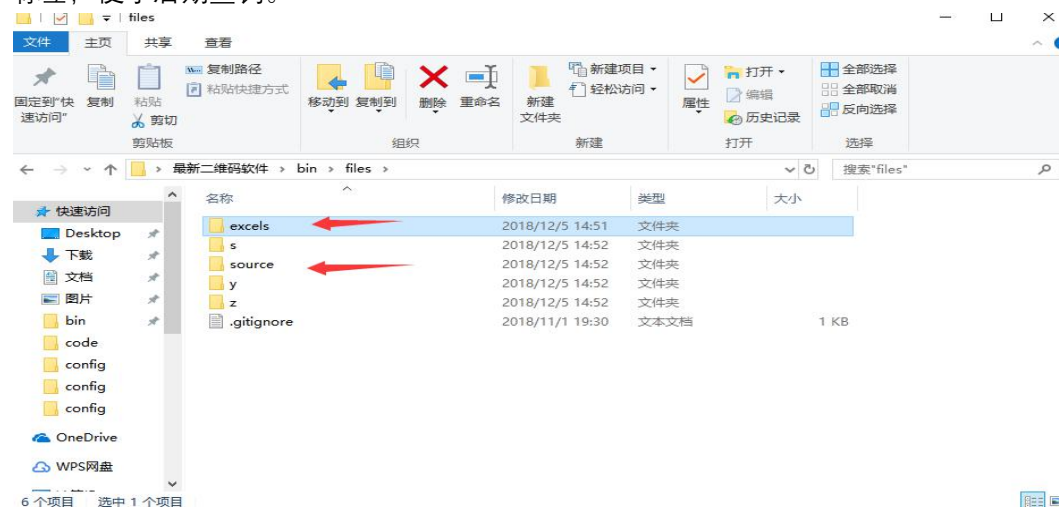 files
文件 主页 共享 查看
固定到"快速访问"
复制
粘贴
复制路径
粘贴快捷方式
剪切
剪贴板
移动到 复制到 删除 重命名
组织
新建文件夹
新建项目
轻松访问
新建
属性
打开
编辑
历史记录
打开
全部选择
全部取消
反向选择
选择
最新二维码软件 › bin › files ›
搜索"files"
快速访问
Desktop
下载
文档
图片
bin
code
config
config
config
OneDrive
WPS网盘
名称 修改日期 类型 大小
excels 2018/12/5 14:51 文件夹
s 2018/12/5 14:52 文件夹
source 2018/12/5 14:52 文件夹
y 2018/12/5 14:52 文件夹
z 2018/12/5 14:52 文件夹
.gitignore 2018/11/1 19:30 文本文档 1 KB
6 个项目 选中 1 个项目